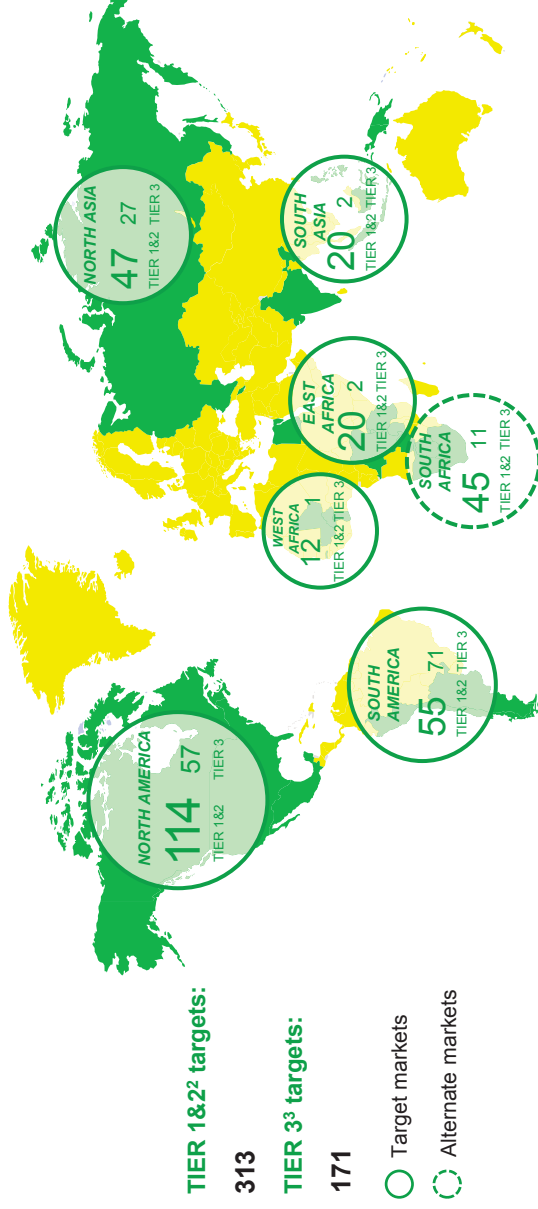 TIER 1&2² targets:
313
TIER 3³ targets:
171
Target markets
Alternate markets
NORTH AMERICA
114 57
TIER 1&2 TIER 3
SOUTH
AMERICA
55 71
TIER 1&2 TIER 3
WEST
AFRICA
12 1
TIER 1&2 TIER 3
EAST
AFRICA
20 2
TIER 1&2 TIER 3
SOUTH
AFRICA
45 11
TIER 1&2 TIER 3
NORTH ASIA
47 27
TIER 1&2 TIER 3
SOUTH
ASIA
20 2
TIER 1&2 TIER 3